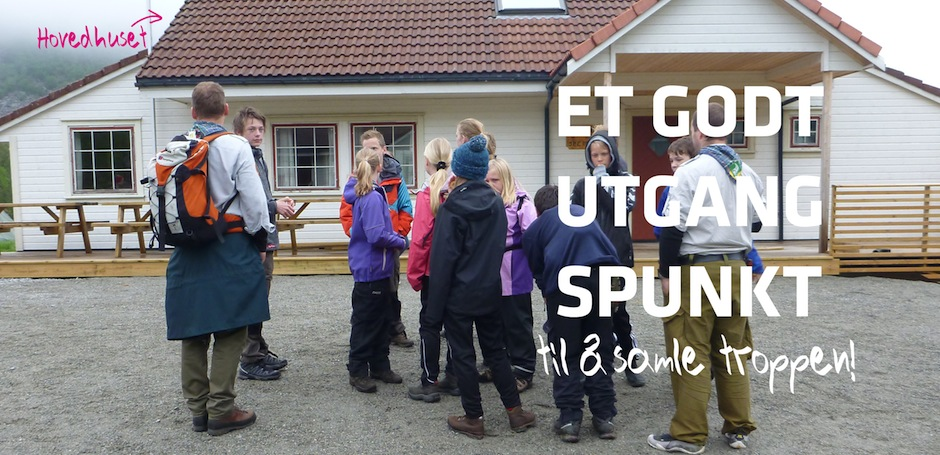 Hovedhuset
ET GODT
UTGANG
SPUNKT
til å samle troppen!